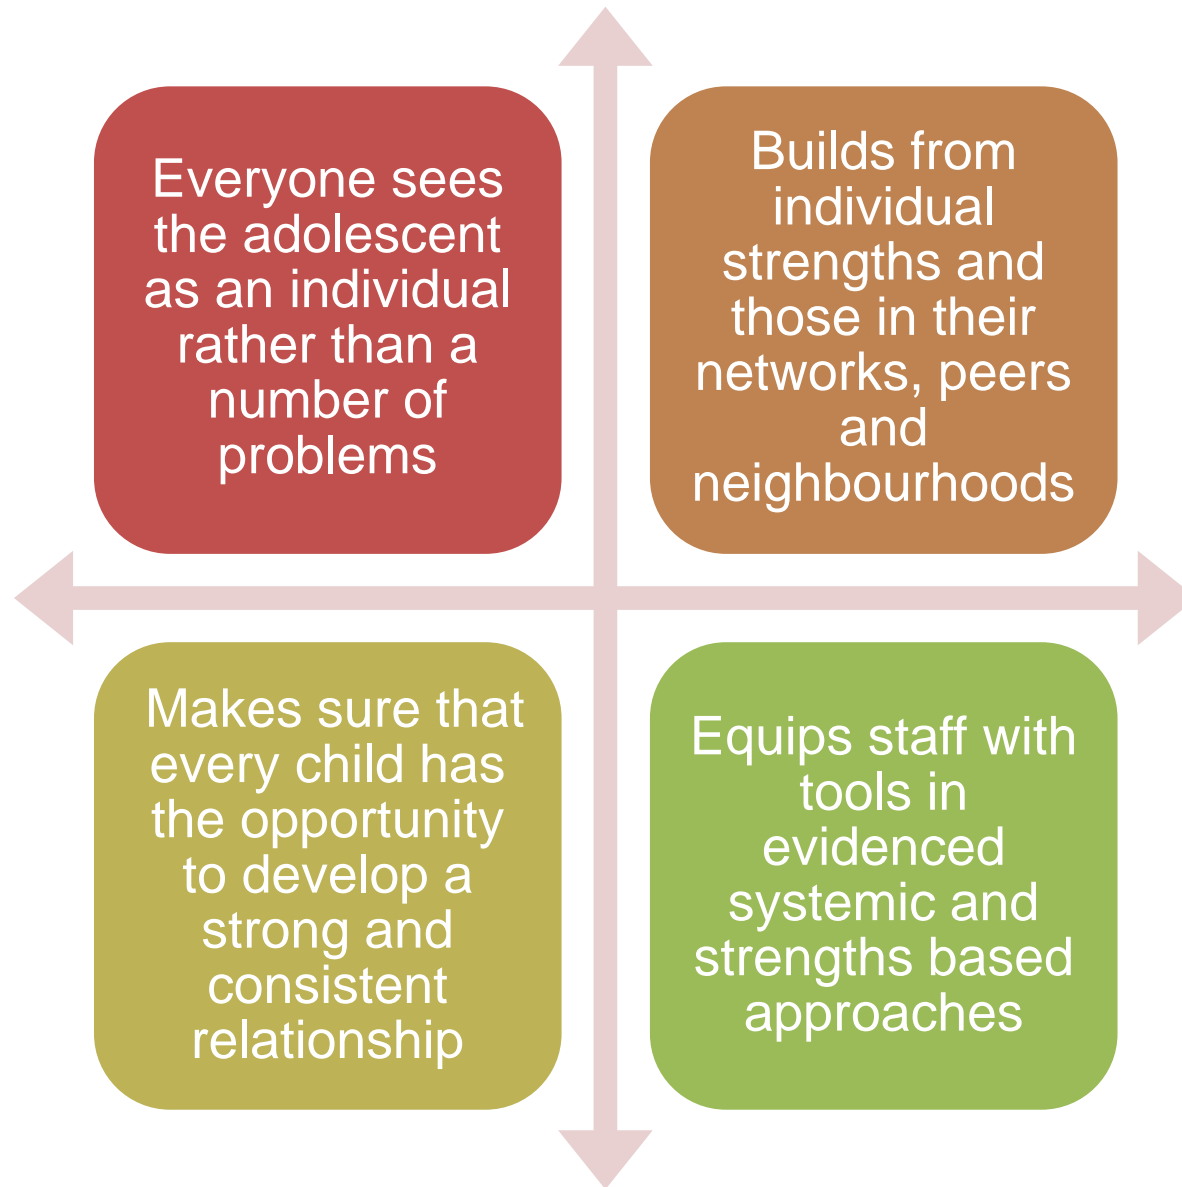 Everyone sees
the adolescent
as an individual
rather than a
number of
problems
Builds from
individual
strengths and
those in their
networks, peers
and
neighbourhoods
Makes sure that
every child has
the opportunity
to develop a
strong and
consistent
relationship
Equips staff with
tools in
evidenced
systemic and
strengths based
approaches